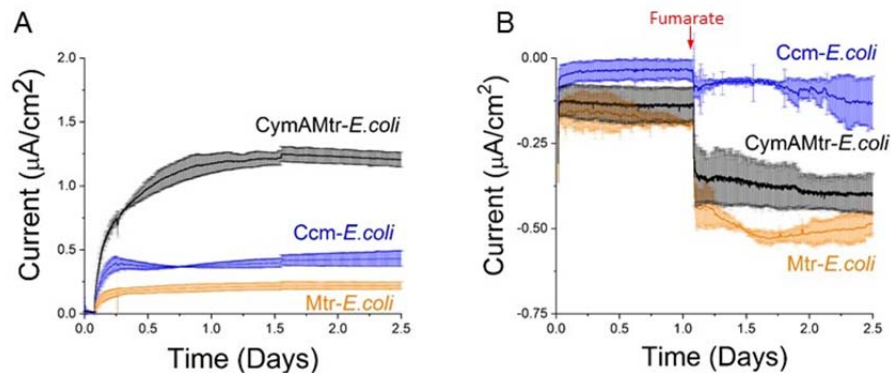 A
Current (μA/cm2)
2.0
1.5
1.0
0.5
0.0
CymAMtr-E.coli
Ccm-E.coli
Mtr-E.coli
0.0 0.5 1.0 1.5 2.0 2.5
Time (Days)
B
Fumarate
Current (μA/cm²)
0.00
-0.25
-0.50
-0.75
Ccm-E.coli
CymAMtr-E.coli
Mtr-E.coli
0.0 0.5 1.0 1.5 2.0 2.5
Time (Days)